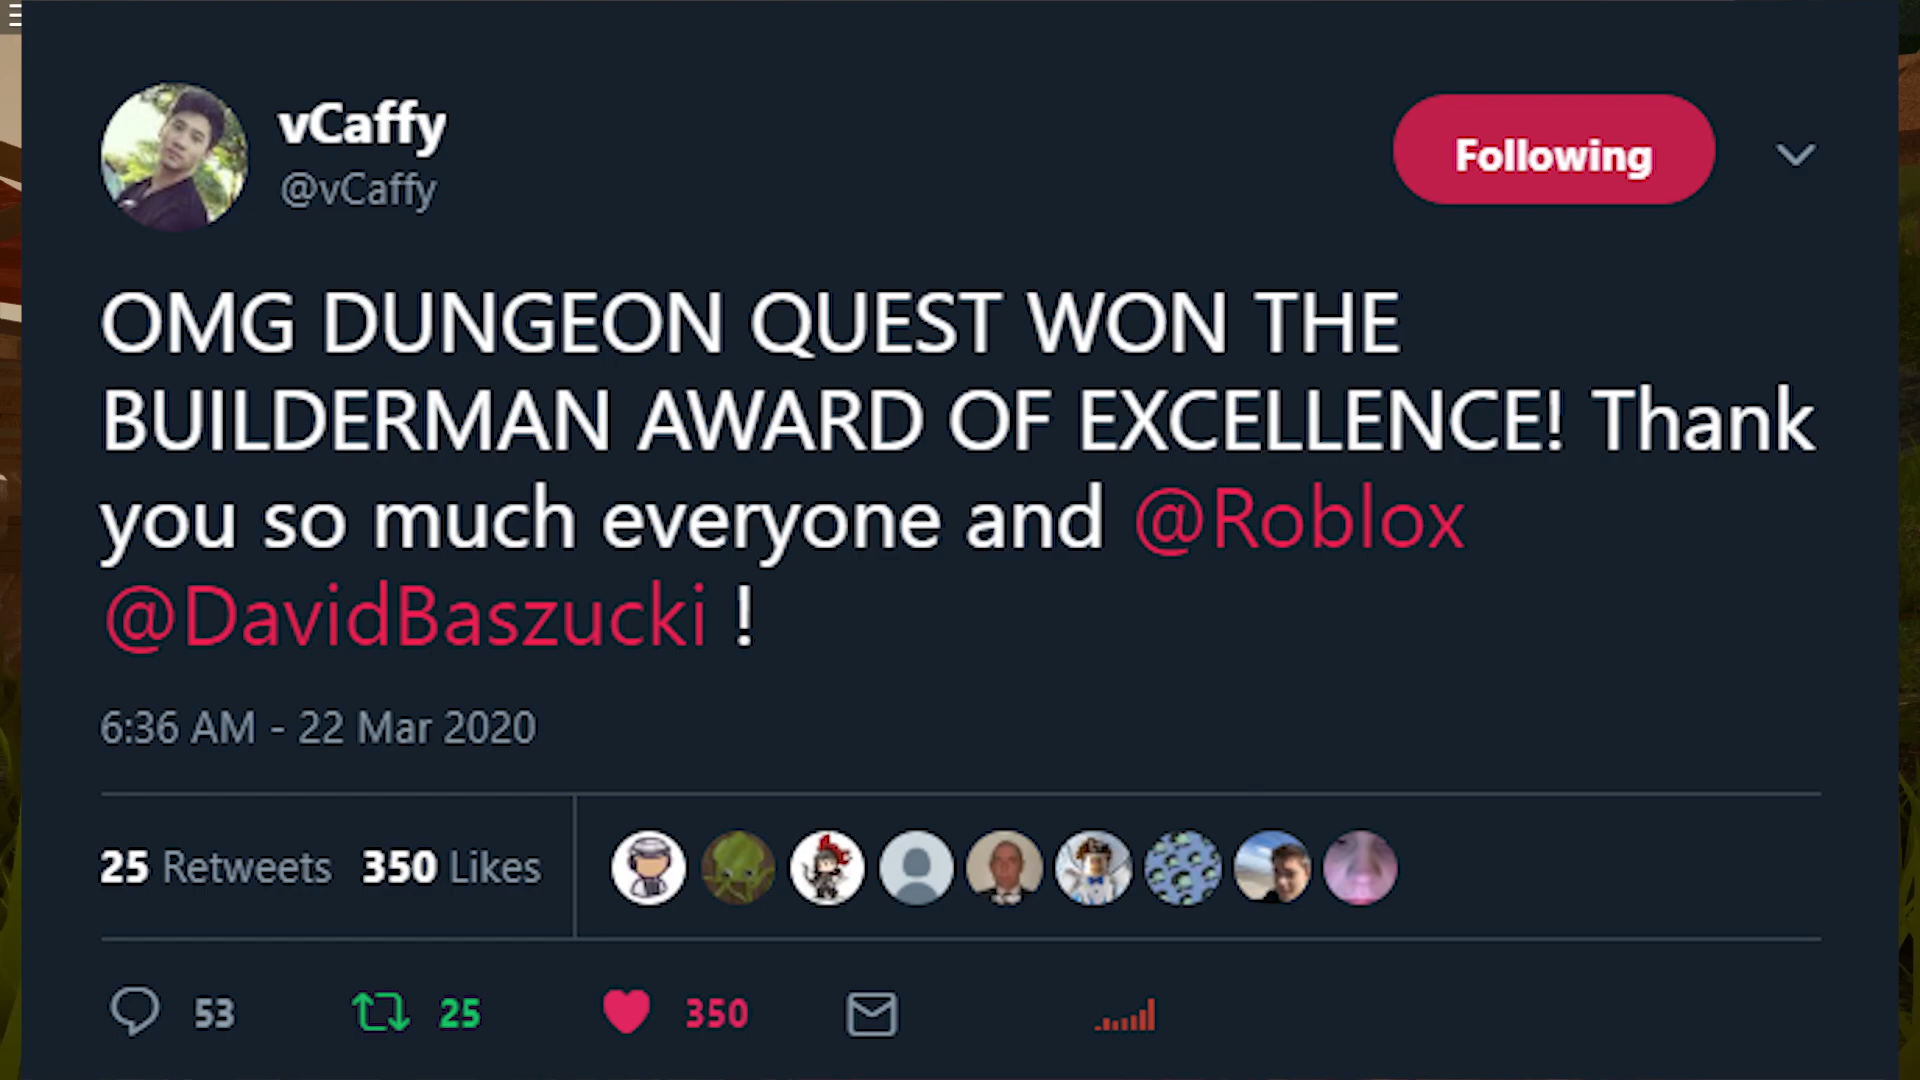 vCaffy
@vCaffy
Following
OMG DUNGEON QUEST WON THE
BUILDERMAN AWARD OF EXCELLENCE! Thank
you so much everyone and @Roblox
@DavidBaszucki !
6:36 AM - 22 Mar 2020
25 Retweets 350 Likes
53 25 350